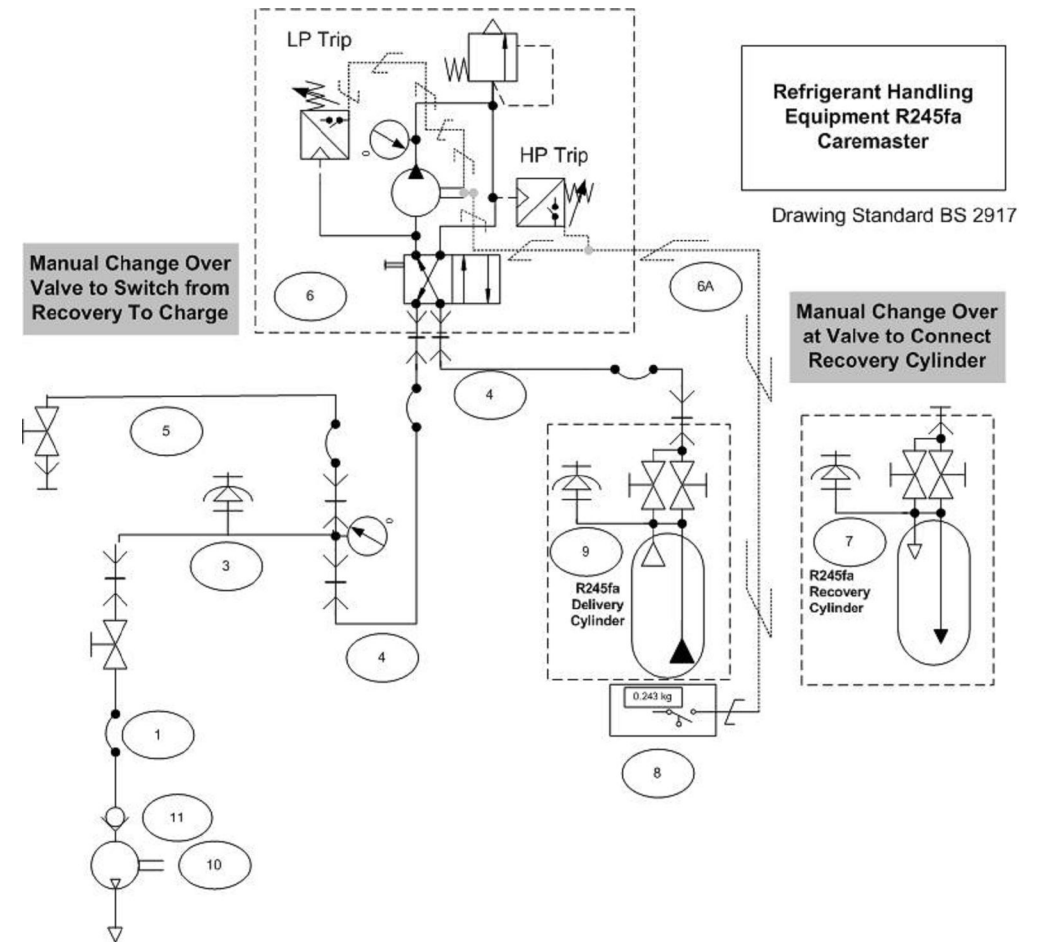 LP Trip
Refrigerant Handling
Equipment R245fa
Caremaster
0
HP Trip
Drawing Standard BS 2917
Manual Change Over
Valve to Switch from
Recovery To Charge
6
6A
Manual Change Over
at Valve to Connect
Recovery Cylinder
4
5
0
3
9
7
R245fa
Delivery
Cylinder
R245fa
Recovery
Cylinder
4
0.243 kg
1
8
11
10